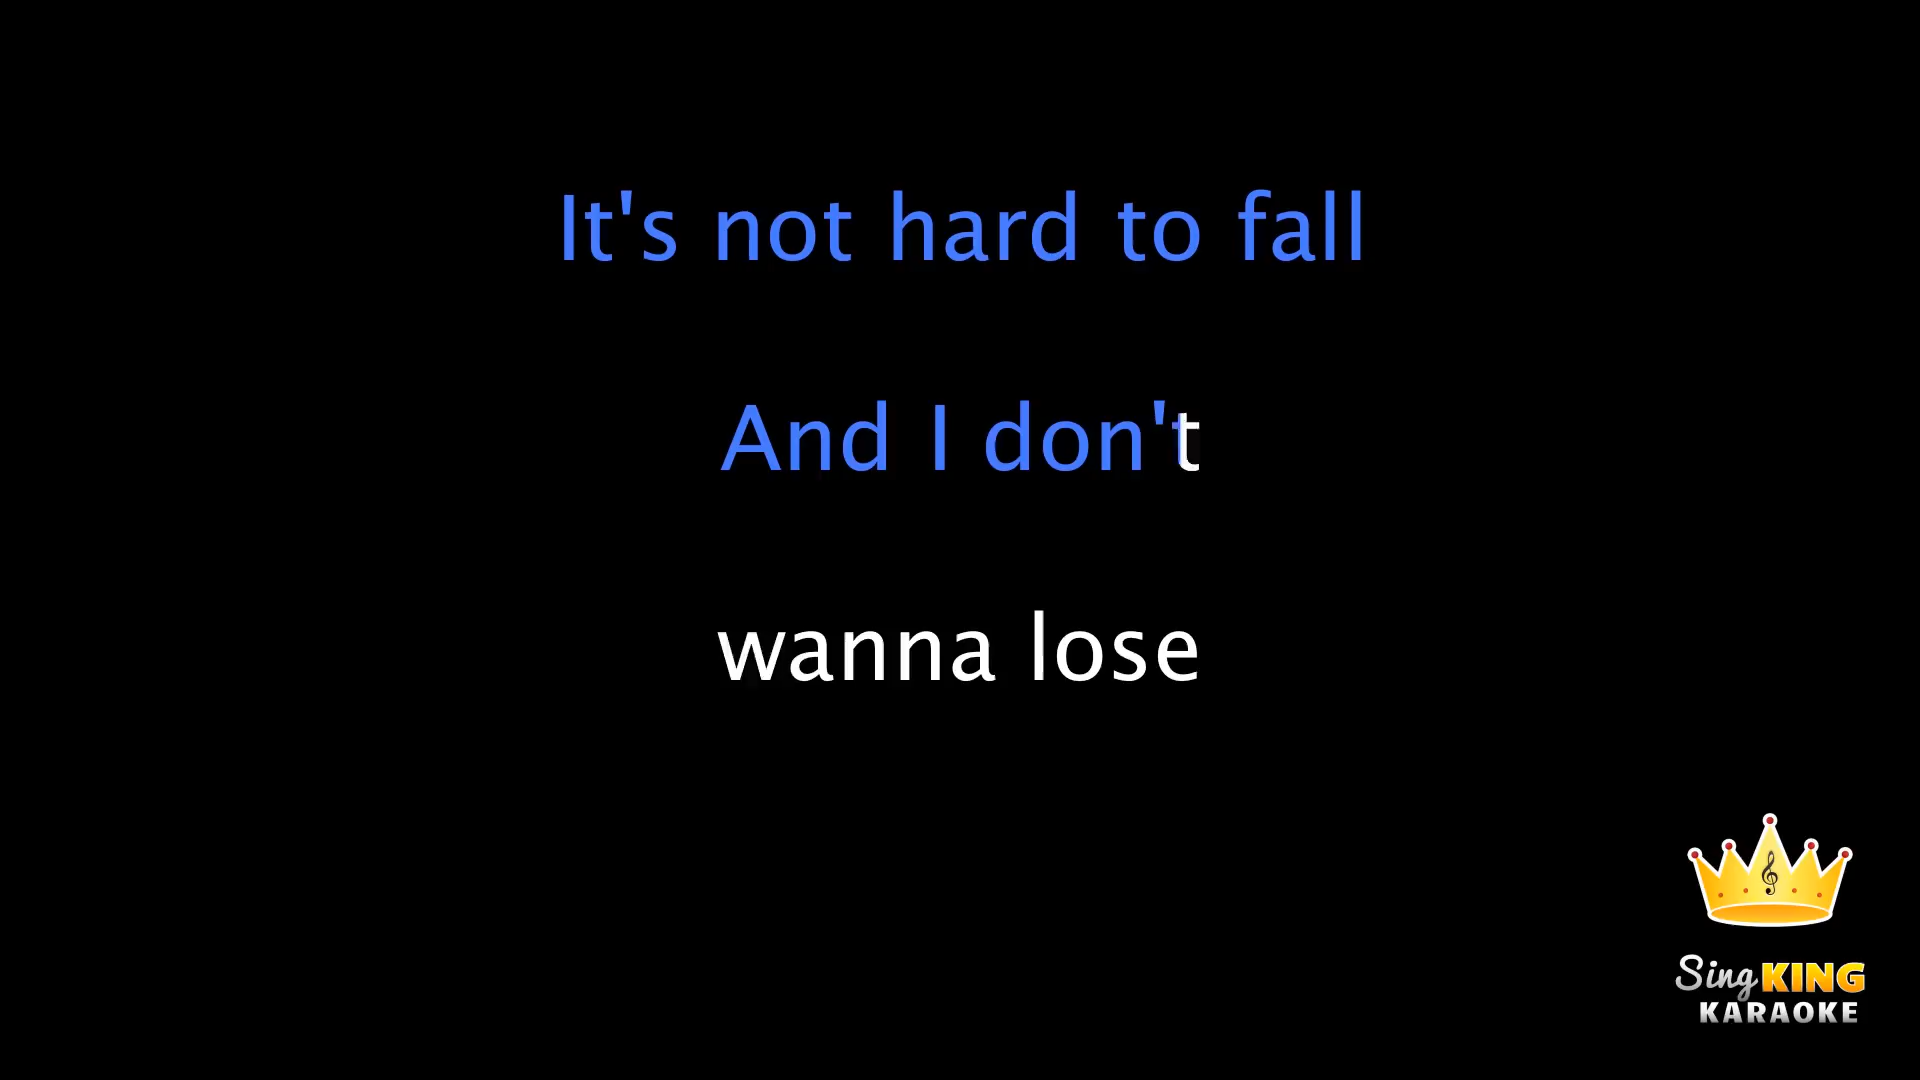 It's not hard to fall
And I don't
wanna lose
Sing KING
KARAOKE